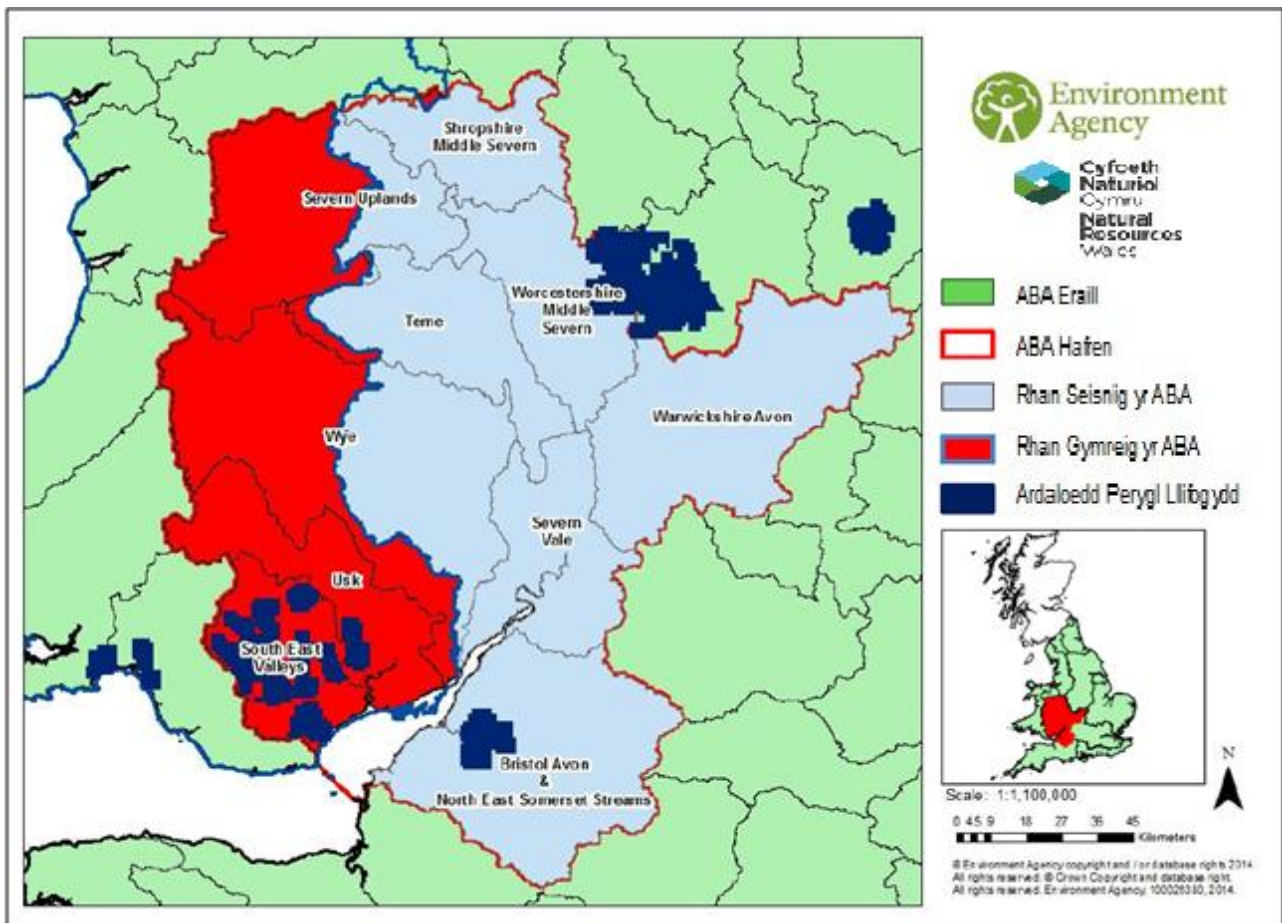 Shropshire
Middle Severn
Severn Uplands
Worcestershire
Middle
Severn
Teme
Warwickshire Avon
Wye
Severn
Vale
Usk
South East
Valleys
Bristol Avon
&
North East Somerset Streams
Environment
Agency
Cyfoeth
Naturiol
Cymru
Natural
Resources
Wales
ABA Eraill
ABA Hafren
Rhan Seisnig yr ABA
Rhan Gymreig yr ABA
Ardaloedd Perygl Llifogydd
N
Scale: 1:1,100,000
0 4.5 9 18 27 36 45
Kilometers
© Environment Agency copyright and / or database rights 2014.
All rights reserved. © Crown Copyright and database right.
All rights reserved. Environment Agency, 100026380, 2014.